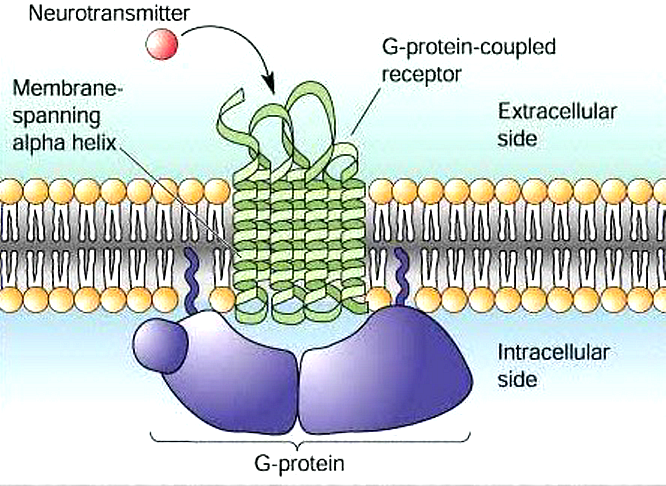 Neurotransmitter
G-protein-coupled
receptor
Membrane-
spanning
alpha helix
Extracellular
side
Intracellular
side
G-protein